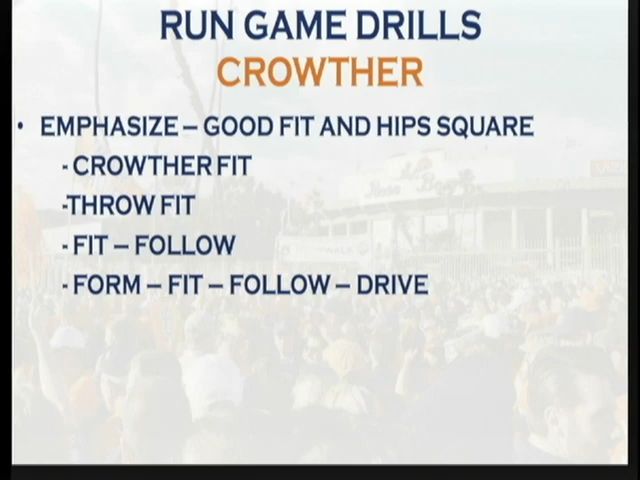 RUN GAME DRILLS
CROWTHER
• EMPHASIZE – GOOD FIT AND HIPS SQUARE
- CROWTHER FIT
-THROW FIT
- FIT – FOLLOW
- FORM – FIT – FOLLOW – DRIVE